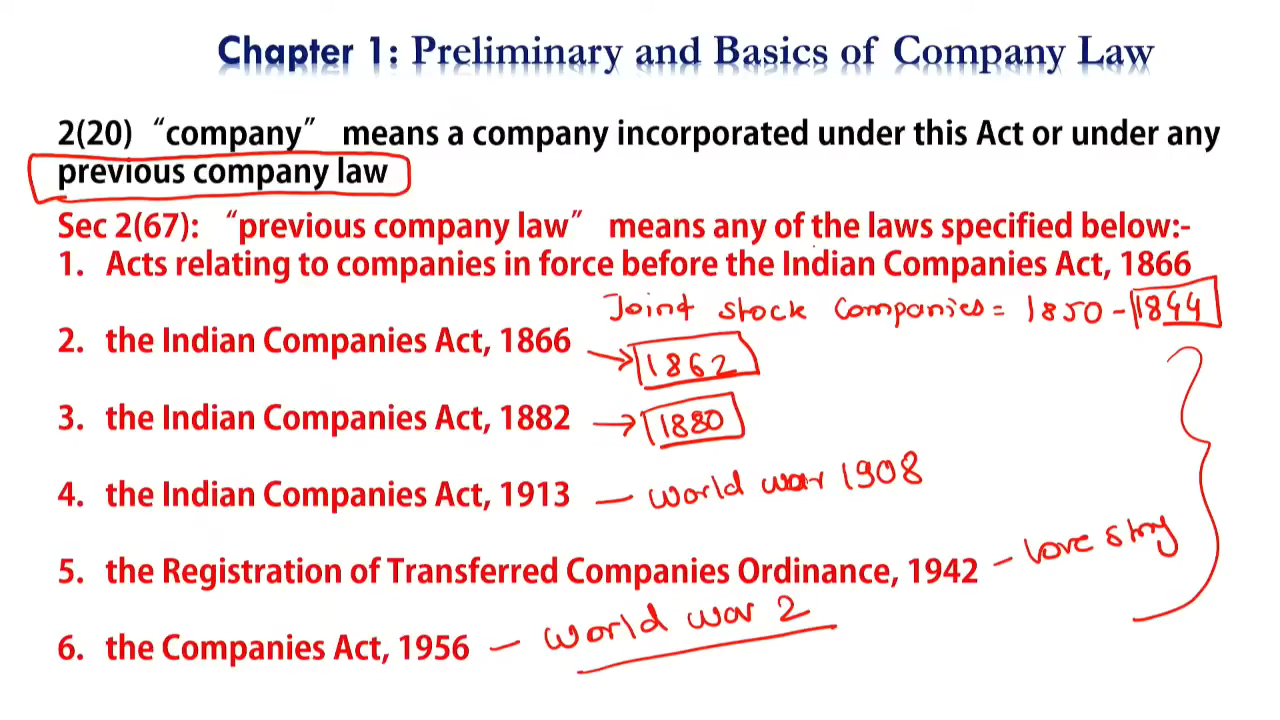 Chapter 1: Preliminary and Basics of Company Law
2(20) “company” means a company incorporated under this Act or under any
previous company law
Sec 2(67): “previous company law” means any of the laws specified below:-
1. Acts relating to companies in force before the Indian Companies Act, 1866
Joint stock companies = 1850 - 1844
2. the Indian Companies Act, 1866 → 1862
3. the Indian Companies Act, 1882 → 1880
4. the Indian Companies Act, 1913 – world war 1908
5. the Registration of Transferred Companies Ordinance, 1942 – love story
6. the Companies Act, 1956 – world war 2